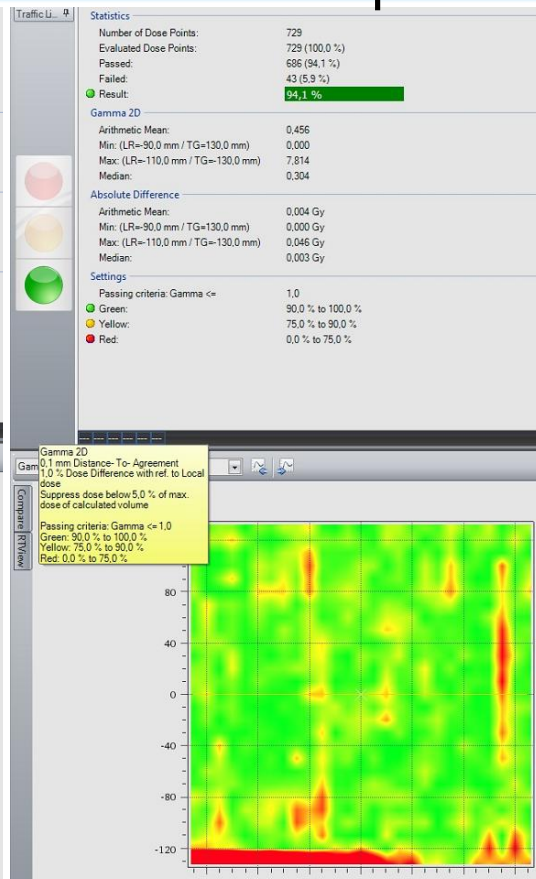 Traffic Li...
Statistics
Number of Dose Points: 729
Evaluated Dose Points: 729 (100,0 %)
Passed: 686 (94,1 %)
Failed: 43 (5,9 %)
Result: 94,1 %
Gamma 2D
Arithmetic Mean: 0,456
Min: (LR=-90,0 mm / TG=130,0 mm) 0,000
Max: (LR=-110,0 mm / TG=-130,0 mm) 7,814
Median: 0,304
Absolute Difference
Arithmetic Mean: 0,004 Gy
Min: (LR=-90,0 mm / TG=130,0 mm) 0,000 Gy
Max: (LR=-110,0 mm / TG=-130,0 mm) 0,046 Gy
Median: 0,003 Gy
Settings
Passing criteria: Gamma <= 1,0
Green: 90,0 % to 100,0 %
Yellow: 75,0 % to 90,0 %
Red: 0,0 % to 75,0 %
Gam
Gamma 2D
0,1 mm Distance- To- Agreement
1,0 % Dose Difference with ref. to Local
dose
Suppress dose below 5,0 % of max.
dose of calculated volume
Passing criteria: Gamma <= 1,0
Green: 90,0 % to 100,0 %
Yellow: 75,0 % to 90,0 %
Red: 0,0 % to 75,0 %
Compare
RTView
80
40
0
-40
-80
-120